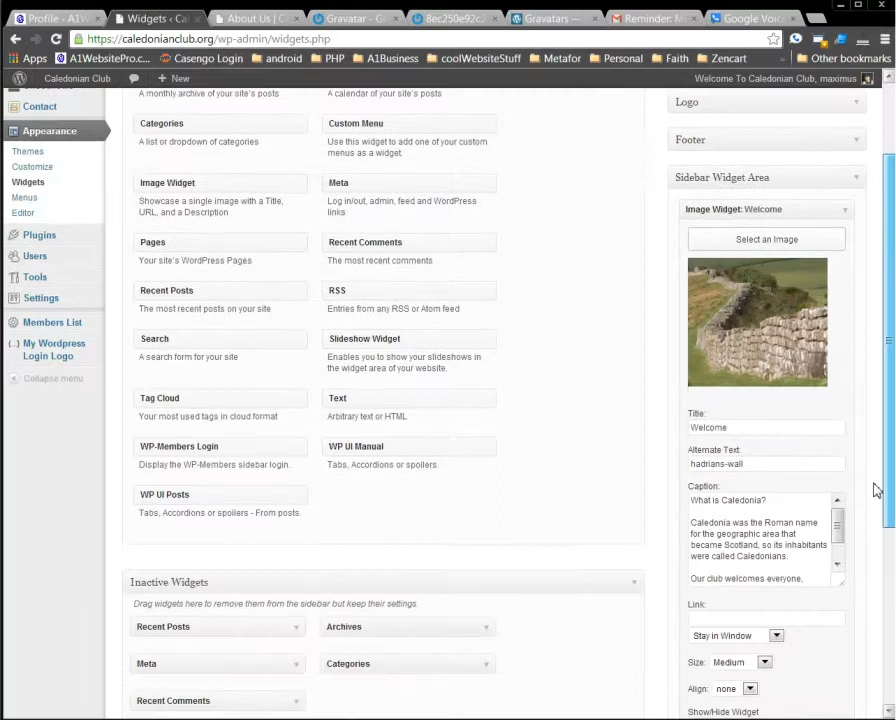 Profile ‹ A1W
Widgets ‹ Cal
About Us | Ca
Gravatar - Gl
8ec250e92c2
Gravatars —
Reminder: M
Google Voice
https://caledonianclub.org/wp-admin/widgets.php
Apps
A1WebsitePro.c...
Casengo Login
android
PHP
A1Business
coolWebsiteStuff
Metafor
Personal
Faith
Zencart
Other bookmarks
Caledonian Club
+ New
Welcome To Caledonian Club, maximus
Contact
Appearance
Themes
Customize
Widgets
Menus
Editor
Plugins
Users
Tools
Settings
Members List
My Wordpress
Login Logo
Collapse menu
A monthly archive of your site's posts
A calendar of your site's posts
Categories
Custom Menu
A list or dropdown of categories
Use this widget to add one of your custom
menus as a widget.
Image Widget
Meta
Showcase a single image with a Title,
URL, and a Description
Log in/out, admin, feed and WordPress
links
Pages
Recent Comments
Your site's WordPress Pages
The most recent comments
Recent Posts
RSS
The most recent posts on your site
Entries from any RSS or Atom feed
Search
Slideshow Widget
A search form for your site
Enables you to show your slideshows in
the widget area of your website.
Tag Cloud
Text
Your most used tags in cloud format
Arbitrary text or HTML
WP-Members Login
WP UI Manual
Display the WP-Members sidebar login.
Tabs, Accordions or spoilers.
WP UI Posts
Tabs, Accordions or spoilers - From posts.
Inactive Widgets
Drag widgets here to remove them from the sidebar but keep their settings.
Recent Posts
Archives
Meta
Categories
Recent Comments
Logo
Footer
Sidebar Widget Area
Image Widget: Welcome
Select an Image
Title:
Welcome
Alternate Text:
hadrians-wall
Caption:
What is Caledonia?
Caledonia was the Roman name
for the geographic area that
became Scotland, so its inhabitants
were called Caledonians.
Our club welcomes everyone,
Link:
Stay in Window
Size: Medium
Align: none
Show/Hide Widget